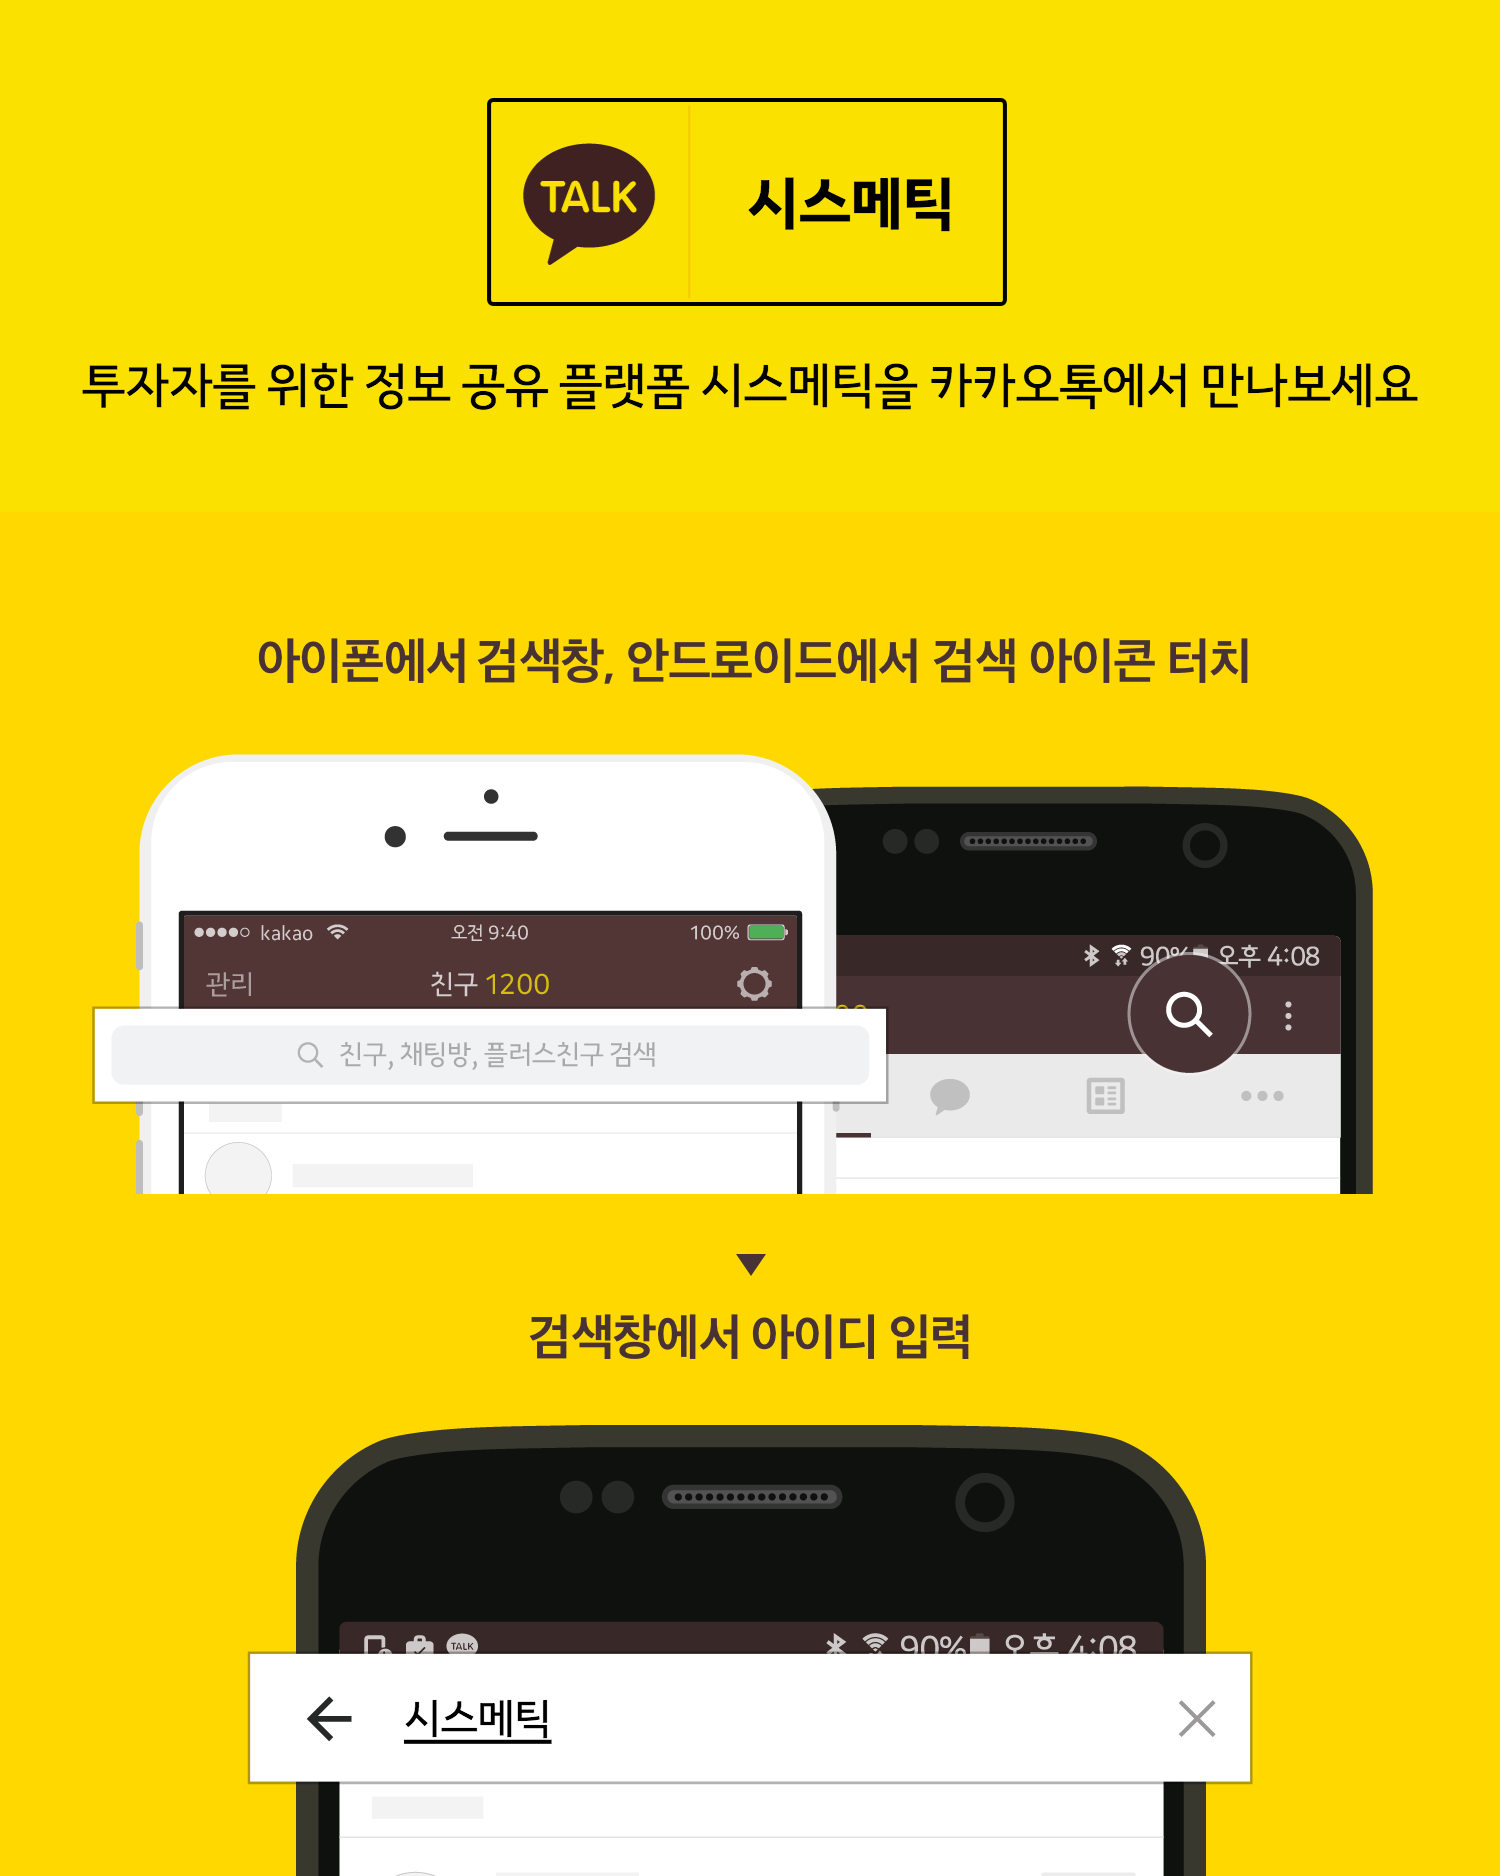 TALK
시스메틱
투자자를 위한 정보 공유 플랫폼 시스메틱을 카카오톡에서 만나보세요
아이폰에서 검색창, 안드로이드에서 검색 아이콘 터치
kakao 오전 9:40 100%
관리 친구 1200
친구, 채팅방, 플러스친구 검색
90% 오후 4:08
검색창에서 아이디 입력
TALK 90% 오후 4:08
시스메틱